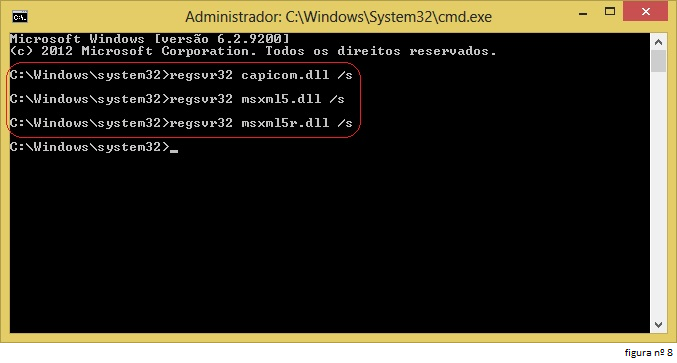 Administrador: C:\Windows\System32\cmd.exe
C:\.
Microsoft Windows [versão 6.2.9200]
(c) 2012 Microsoft Corporation. Todos os direitos reservados.
C:\Windows\system32>regsvr32 capicom.dll /s
C:\Windows\system32>regsvr32 msxml5.dll /s
C:\Windows\system32>regsvr32 msxml5r.dll /s
C:\Windows\system32>_
figura nº 8